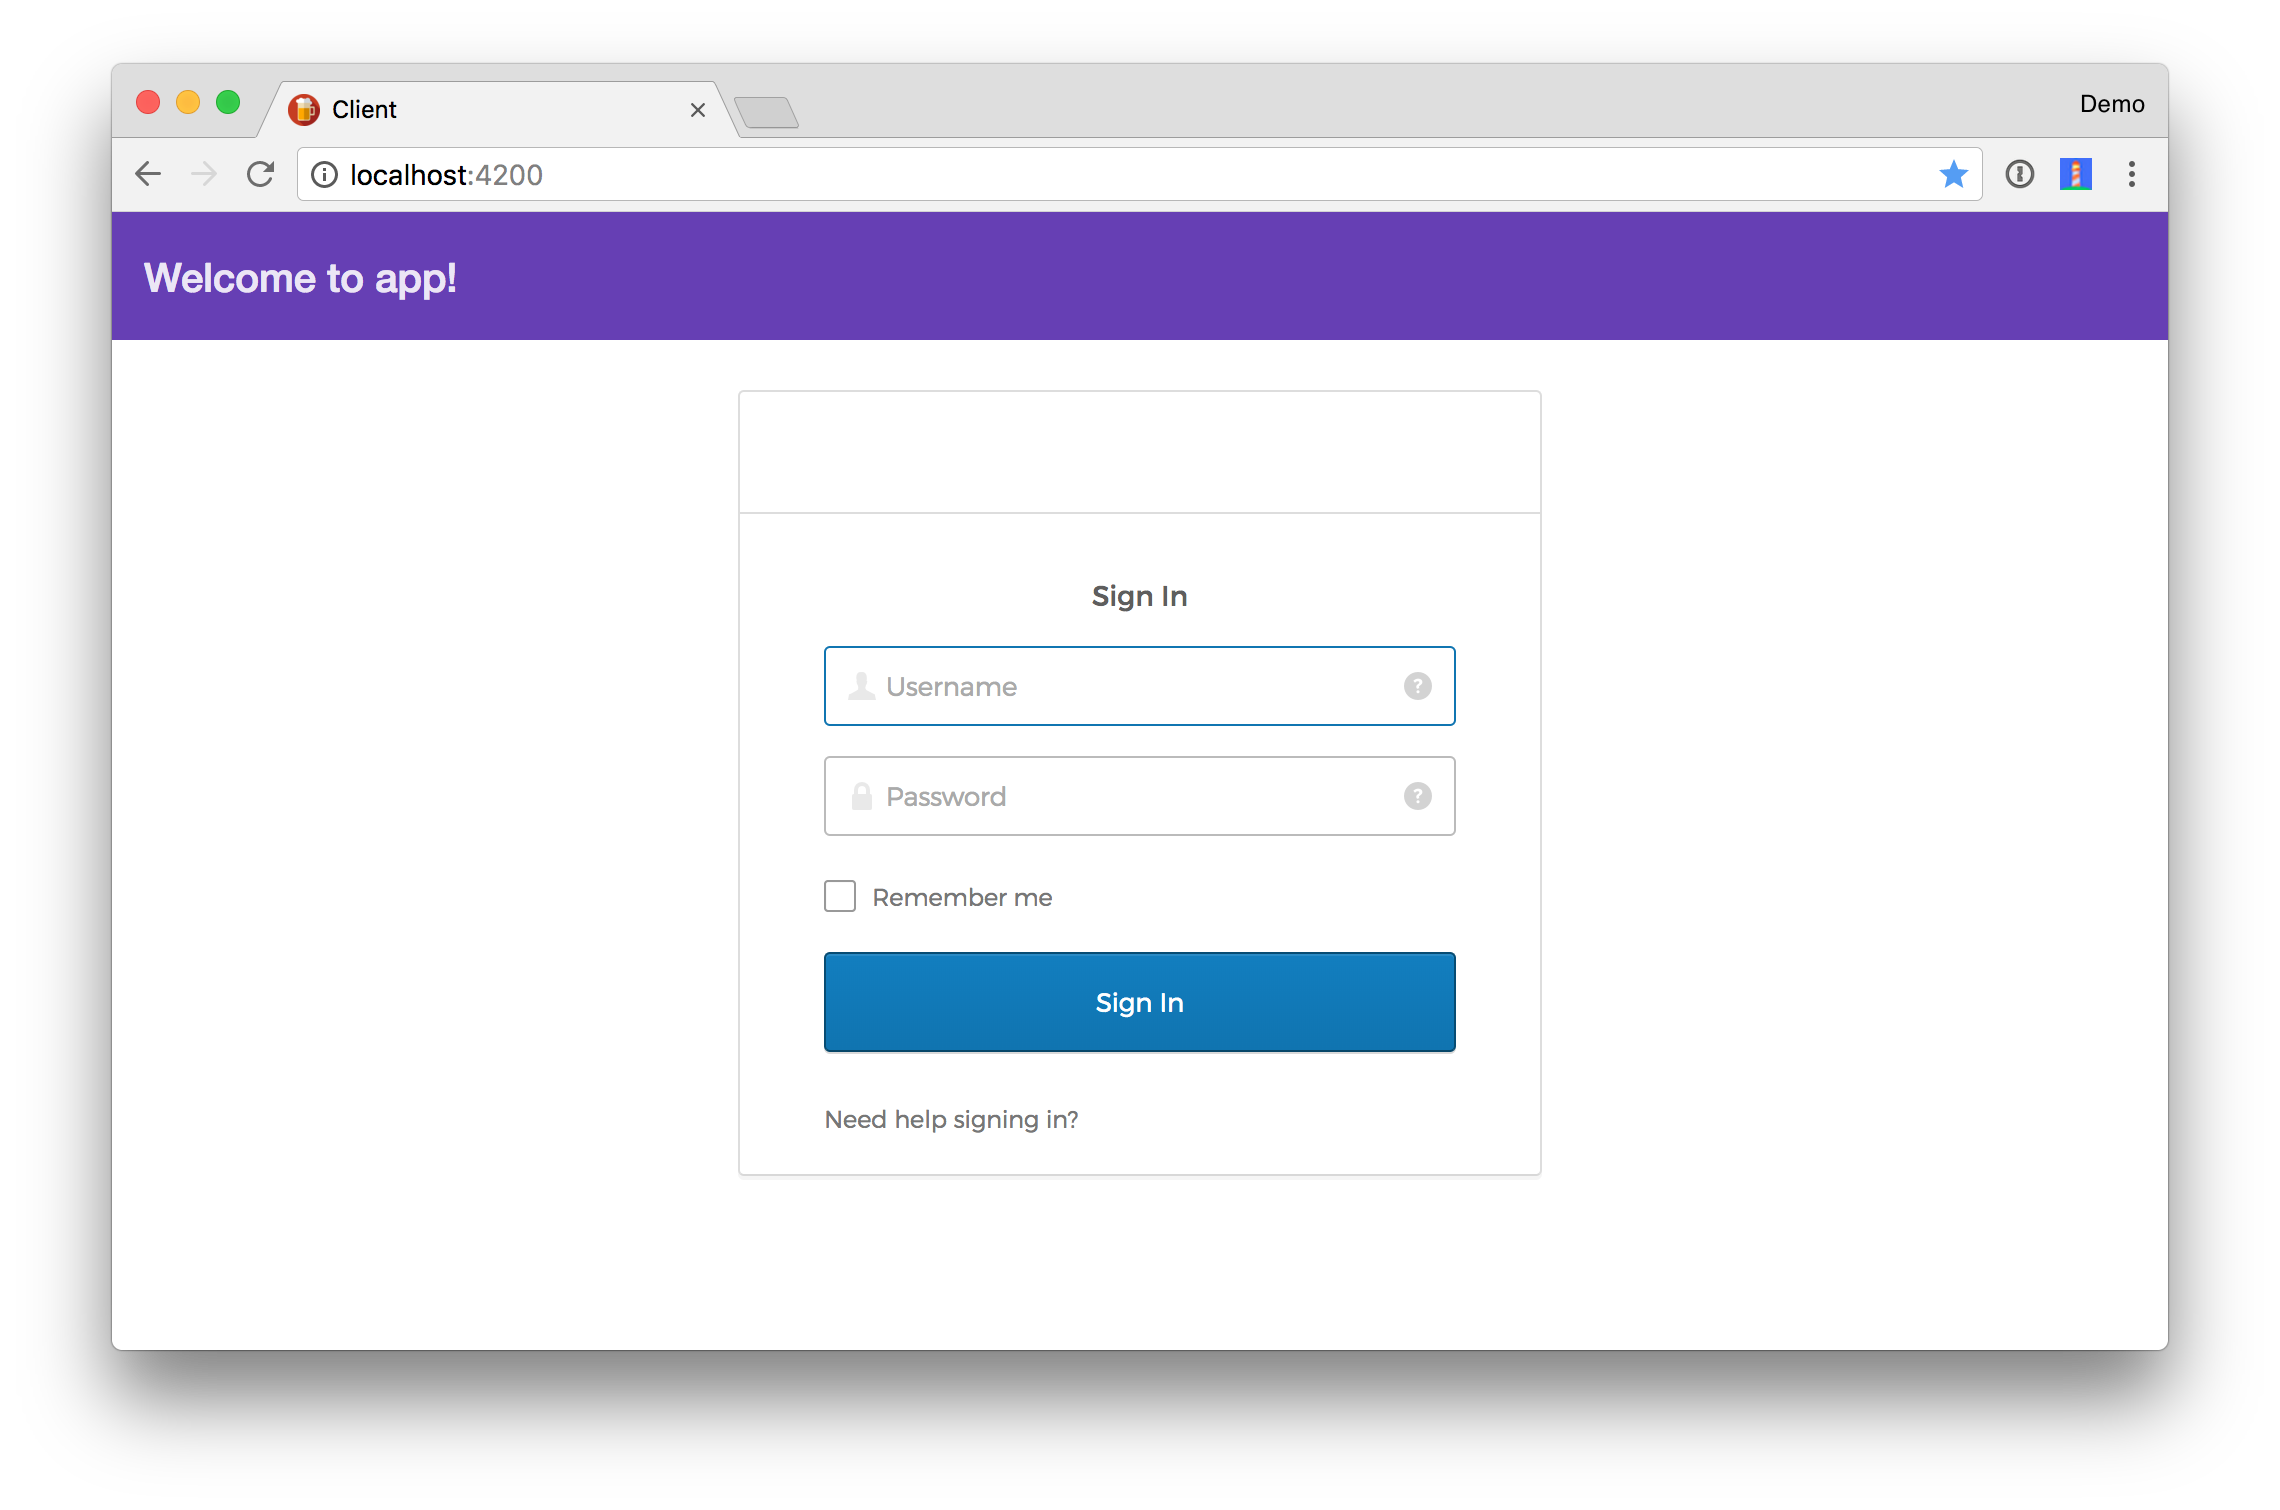 Client
Demo
localhost:4200
Welcome to app!
Sign In
Username
?
Password
?
Remember me
Sign In
Need help signing in?